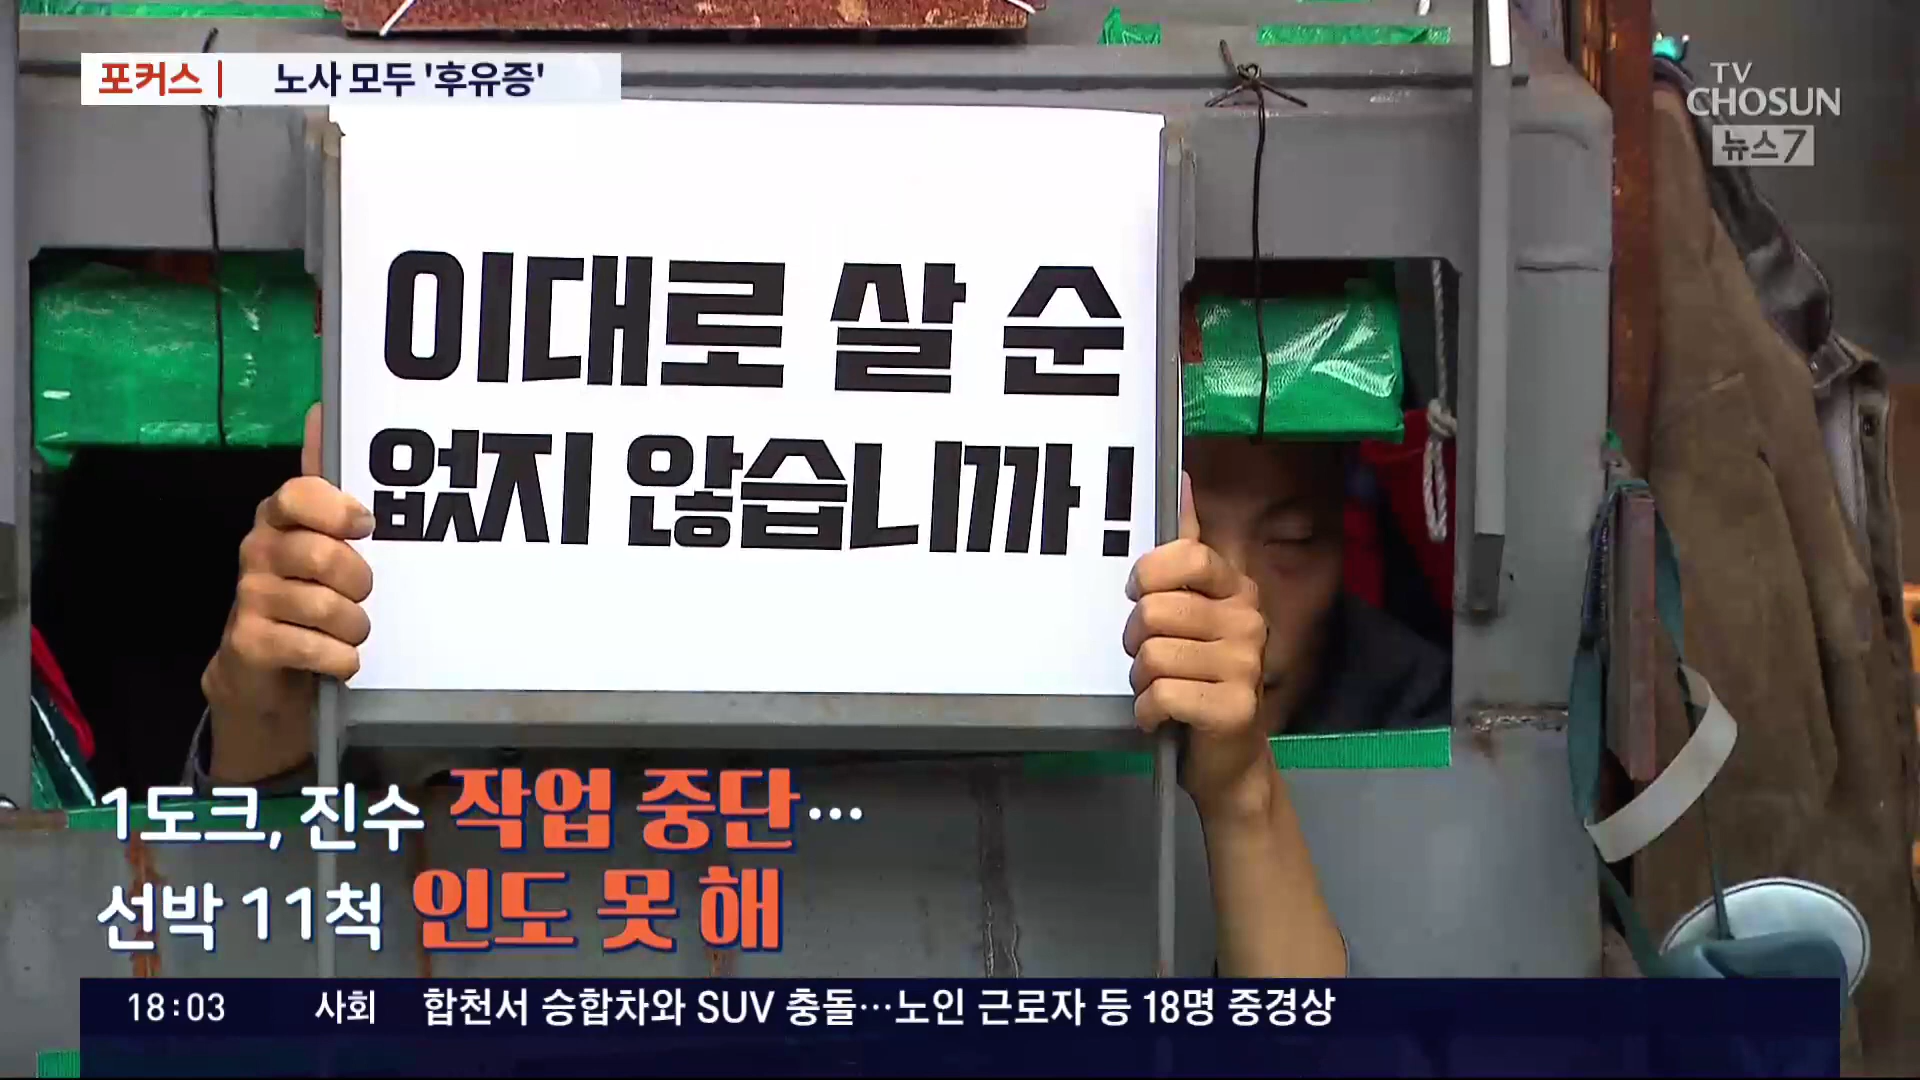 포커스 | 노사 모두 '후유증'
TV
CHOSUN
뉴스7
이대로 살 순
없지 않습니까!
1도크, 진수 작업 중단…
선박 11척 인도 못 해
18:03 사회 합천서 승합차와 SUV 충돌…노인 근로자 등 18명 중경상